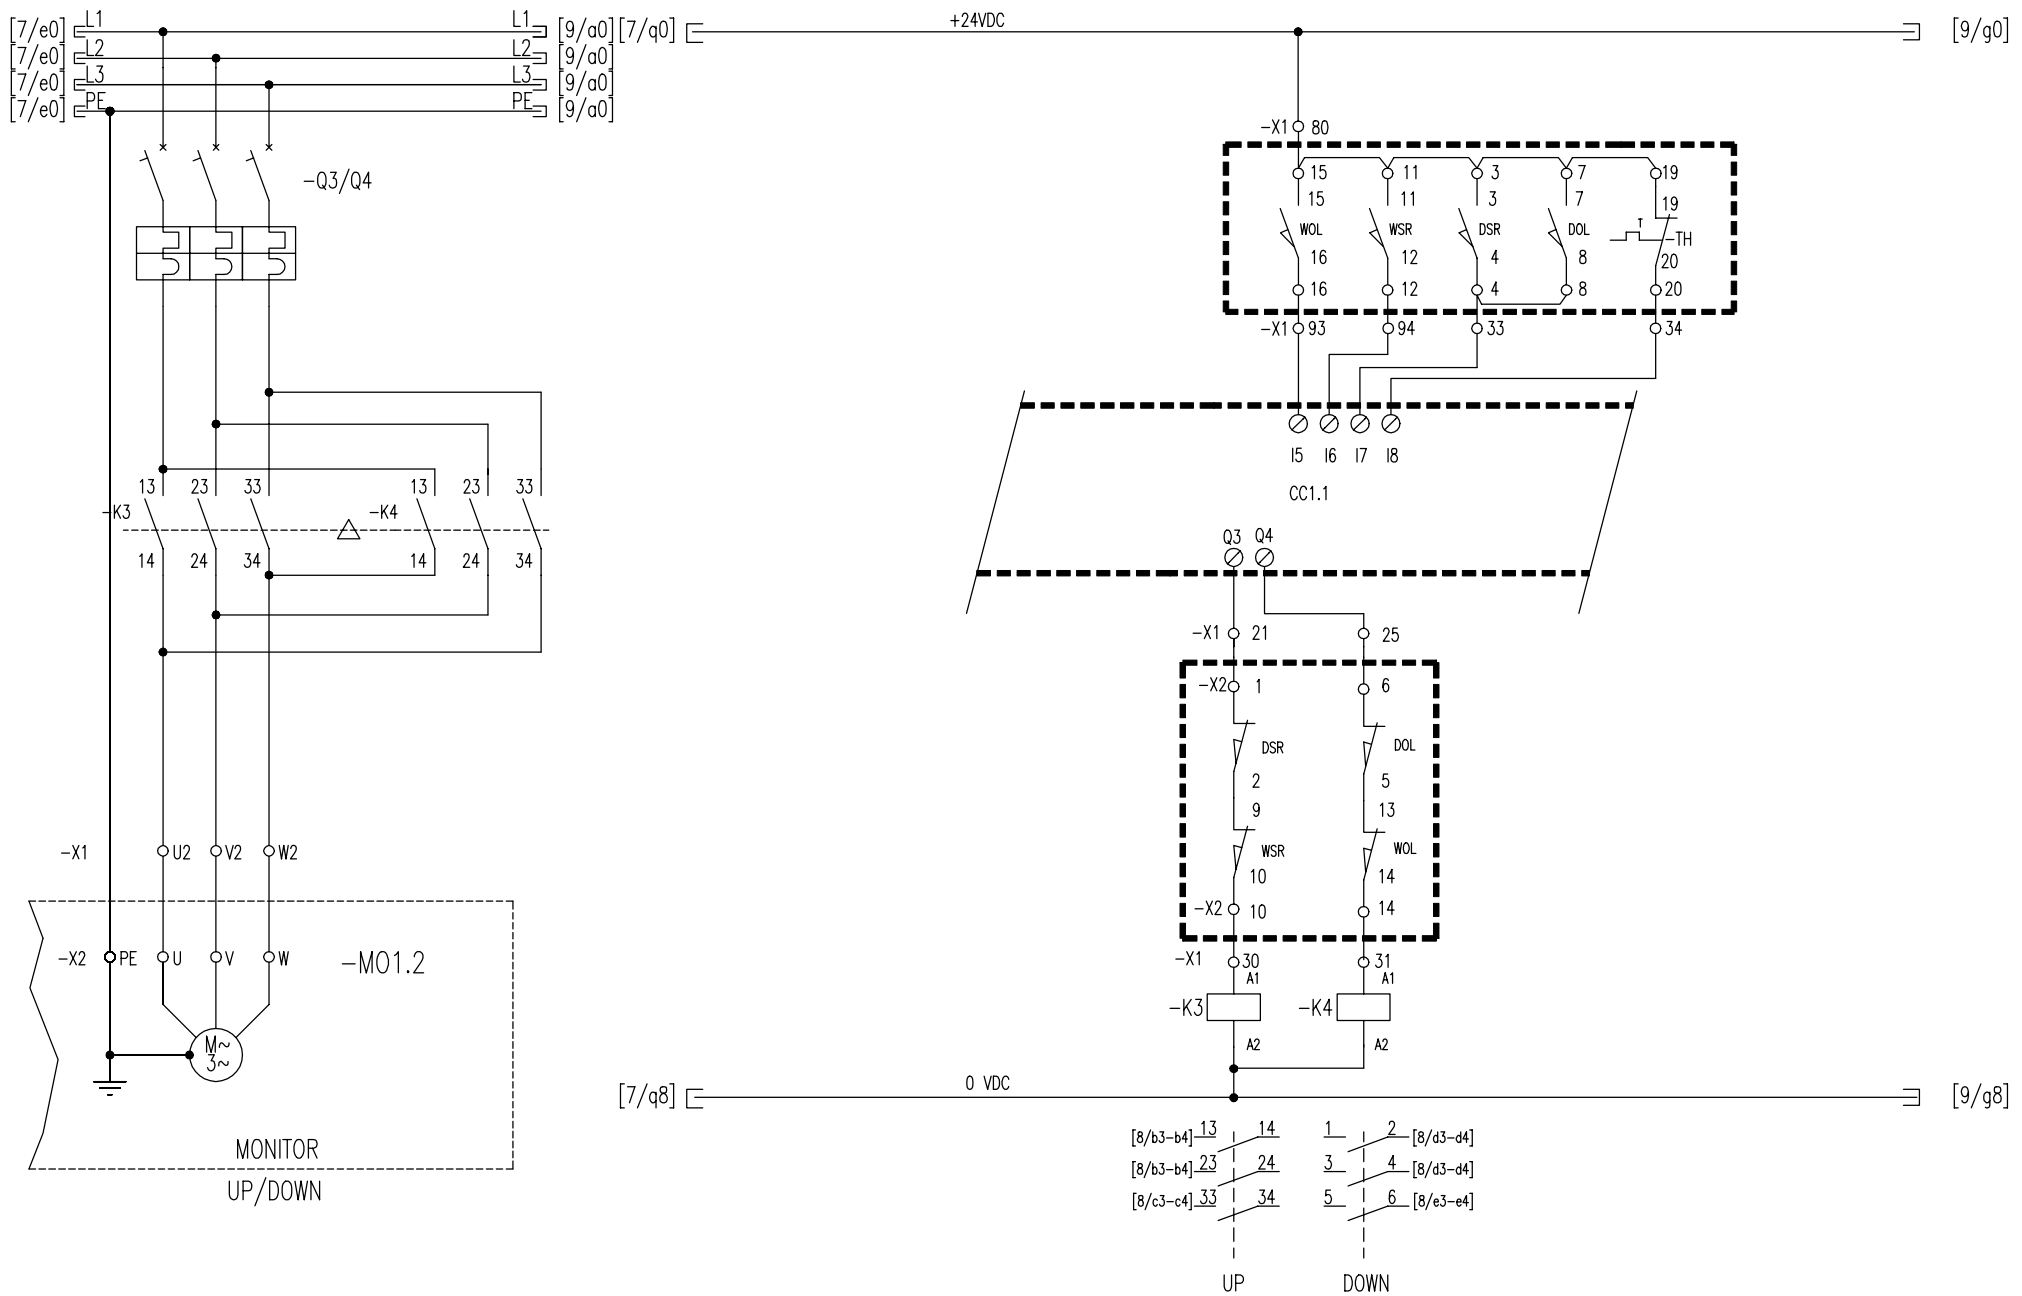 [7/e0] L1 L1 [9/a0] [7/q0] +24VDC [9/g0]
[7/e0] L2 L2 [9/a0]
[7/e0] L3 L3 [9/a0]
[7/e0] PE PE [9/a0]
-Q3/Q4
-X1 80
15 11 3 7 19
15 11 3 7 19
WOL WSR DSR DOL T -TH
16 12 4 8 20
16 12 4 8 20
-X1 93 94 33 34
I5 I6 I7 I8
CC1.1
Q3 Q4
13 23 33 13 23 33
-K3 -K4
14 24 34 14 24 34
-X1 21 25
-X2 1 6
DSR DOL
2 5
9 13
WSR WOL
10 14
-X2 10 14
-X1 30 31
A1 A1
-K3 -K4
A2 A2
-X1 U2 V2 W2
-X2 PE U V W -MO1.2
M~
3~
MONITOR
UP/DOWN
[7/q8] 0 VDC [9/g8]
[8/b3-b4] 13 14 1 2 [8/d3-d4]
[8/b3-b4] 23 24 3 4 [8/d3-d4]
[8/c3-c4] 33 34 5 6 [8/e3-e4]
UP DOWN